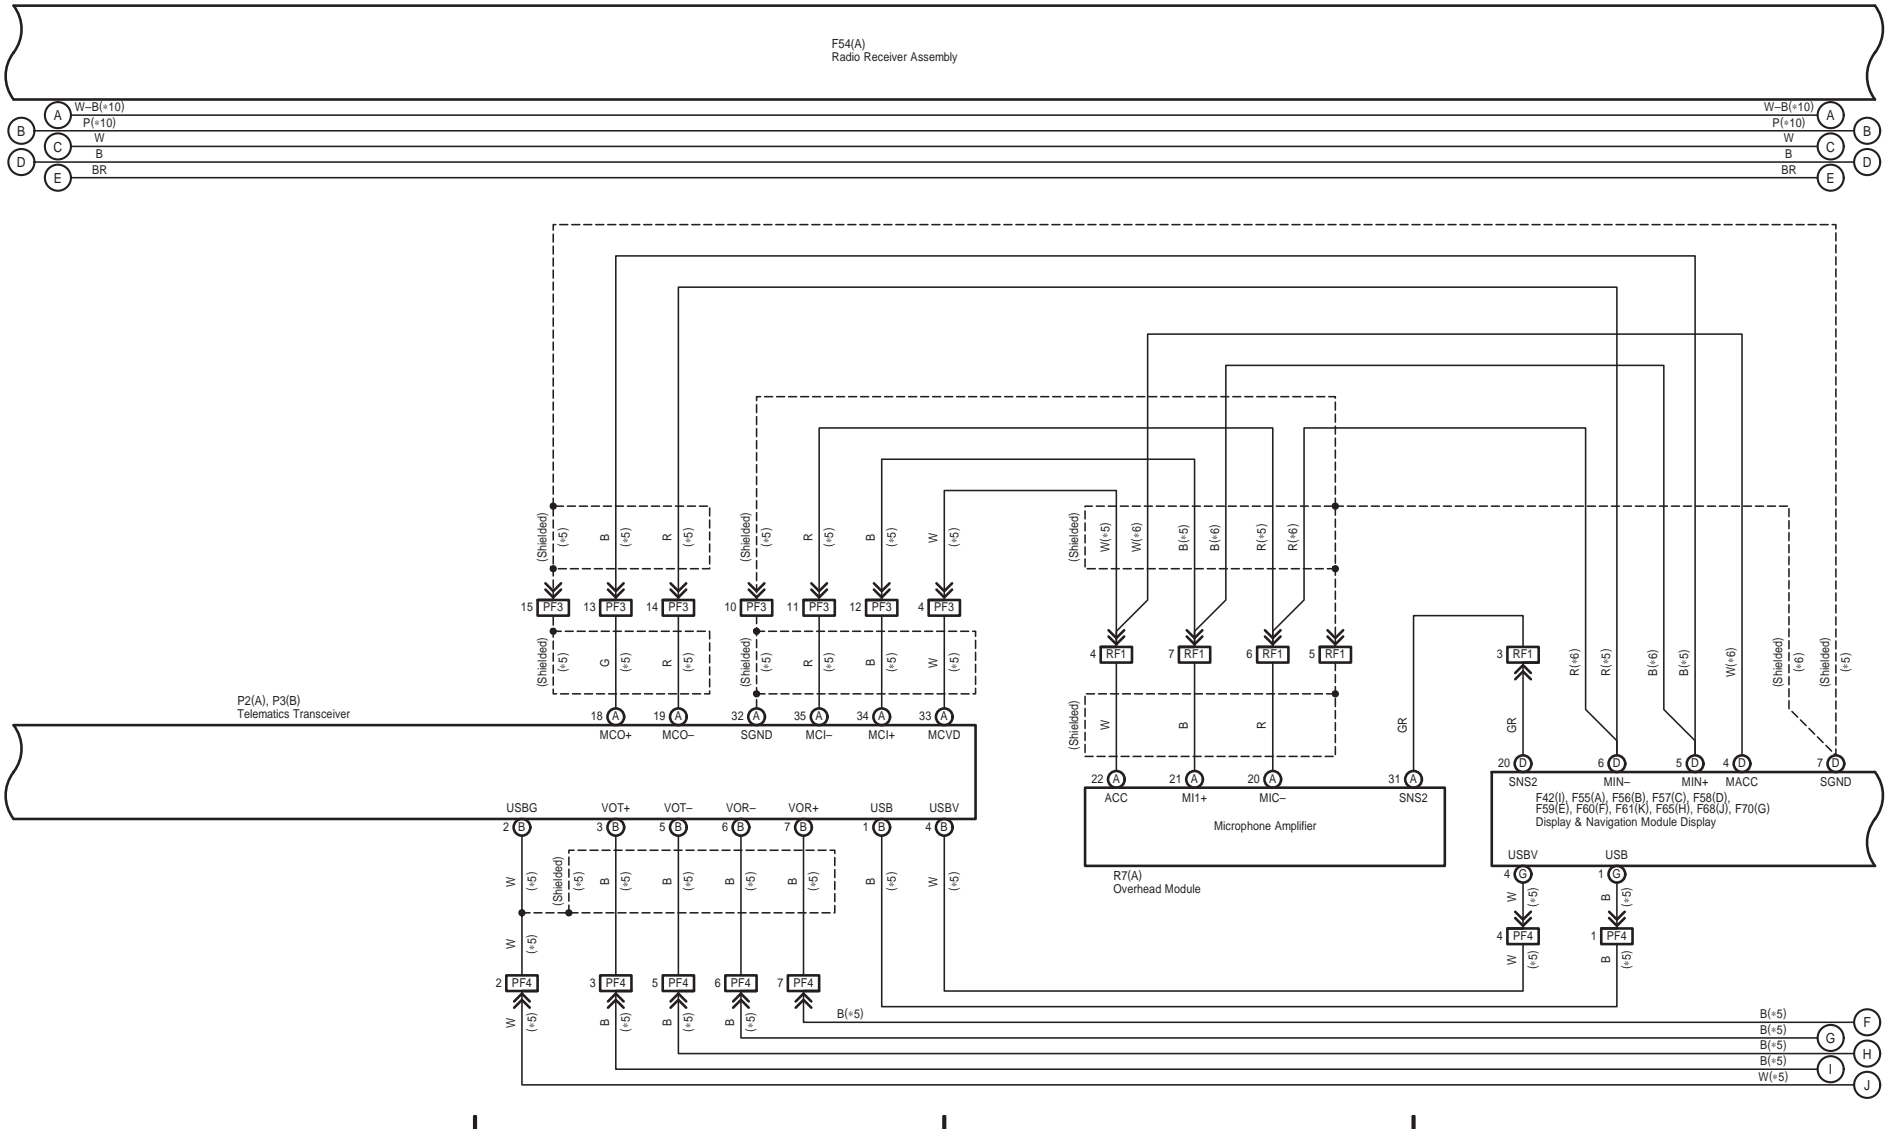 F54(A)
Radio Receiver Assembly
A W–B(∗10) W–B(∗10) A
B P(∗10) P(∗10) B
C W W C
D B B D
E BR BR E
(Shielded) (∗5) B (∗5) R (∗5) (Shielded) (∗5) R (∗5) B (∗5) W (∗5) (Shielded) W(∗5) W(∗6) B(∗5) B(∗6) R(∗5) R(∗6)
15 PF3 13 PF3 14 PF3 10 PF3 11 PF3 12 PF3 4 PF3
4 RF1 7 RF1 6 RF1 5 RF1 3 RF1
(Shielded) (∗5) G (∗5) R (∗5) (Shielded) (∗5) R (∗5) B (∗5) W (∗5)
R(∗6) R(∗5) B(∗6) B(∗5) W(∗6) (Shielded) (∗6) (Shielded) (∗5)
P2(A), P3(B)
Telematics Transceiver
18 A 19 A 32 A 35 A 34 A 33 A
MCO+ MCO– SGND MCI– MCI+ MCVD
(Shielded) W B R GR GR
20 D 6 D 5 D 4 D 7 D
SNS2 MIN– MIN+ MACC SGND
22 A 21 A 20 A 31 A
ACC MI1+ MIC– SNS2
F42(I), F55(A), F56(B), F57(C), F58(D),
F59(E), F60(F), F61(K), F65(H), F68(J), F70(G)
Display & Navigation Module Display
Microphone Amplifier
USBG VOT+ VOT– VOR– VOR+ USB USBV
2 B 3 B 5 B 6 B 7 B 1 B 4 B
USBV USB
4 G 1 G
R7(A)
Overhead Module
W (∗5) (Shielded) (∗5) B (∗5) B (∗5) B (∗5) B (∗5) B (∗5) W (∗5)
W (∗5) B (∗5)
4 PF4 1 PF4
W (∗5)
W (∗5) B (∗5)
2 PF4 3 PF4 5 PF4 6 PF4 7 PF4
W (∗5) B (∗5) B (∗5) B (∗5)
B(∗5) B(∗5) F
B(∗5) G
B(∗5) H
B(∗5) I
W(∗5) J